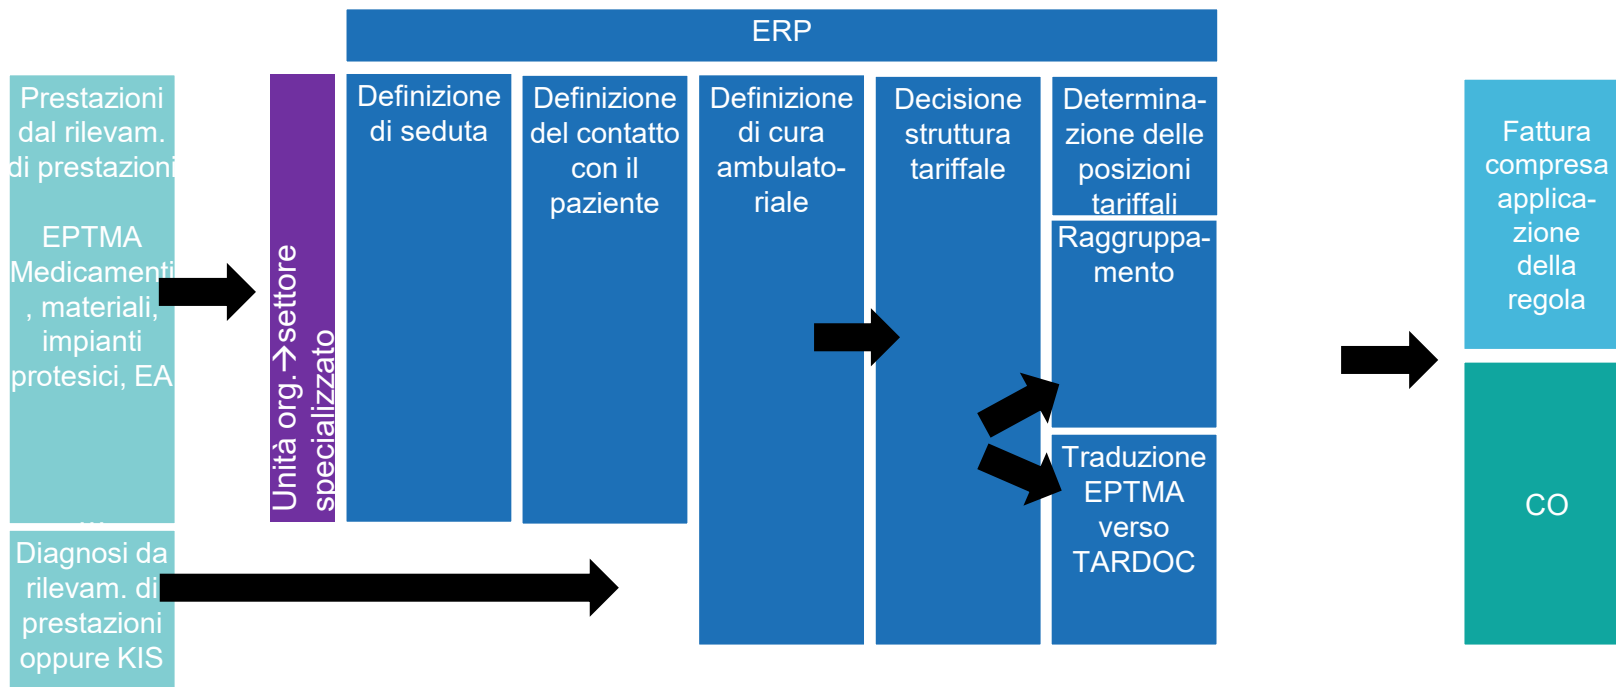 ERP
Prestazioni
dal rilevam.
di prestazioni
EPTMA
Medicamenti
, materiali,
impianti
protesici, EA
...
Diagnosi da
rilevam. di
prestazioni
oppure KIS
Unità org.→settore
specializzato
Definizione
di seduta
Definizione
del contatto
con il
paziente
Definizione
di cura
ambulato-
riale
Decisione
struttura
tariffale
Determina-
zione delle
posizioni
tariffali
Raggruppa-
mento
Traduzione
EPTMA
verso
TARDOC
Fattura
compresa
applica-
zione
della
regola
CO